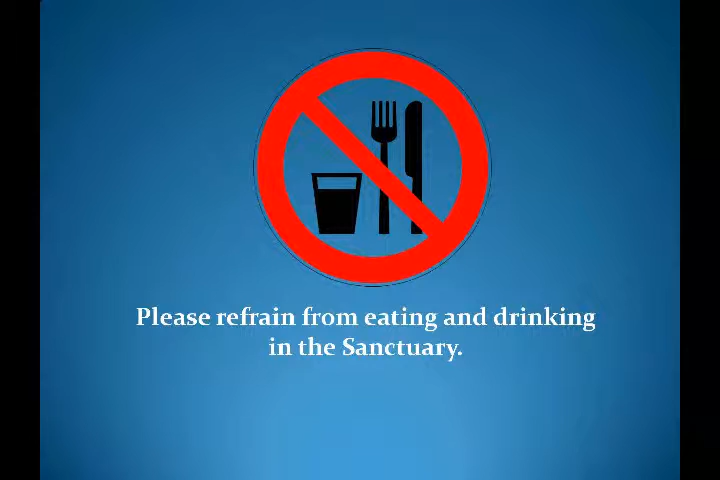 Please refrain from eating and drinking
in the Sanctuary.